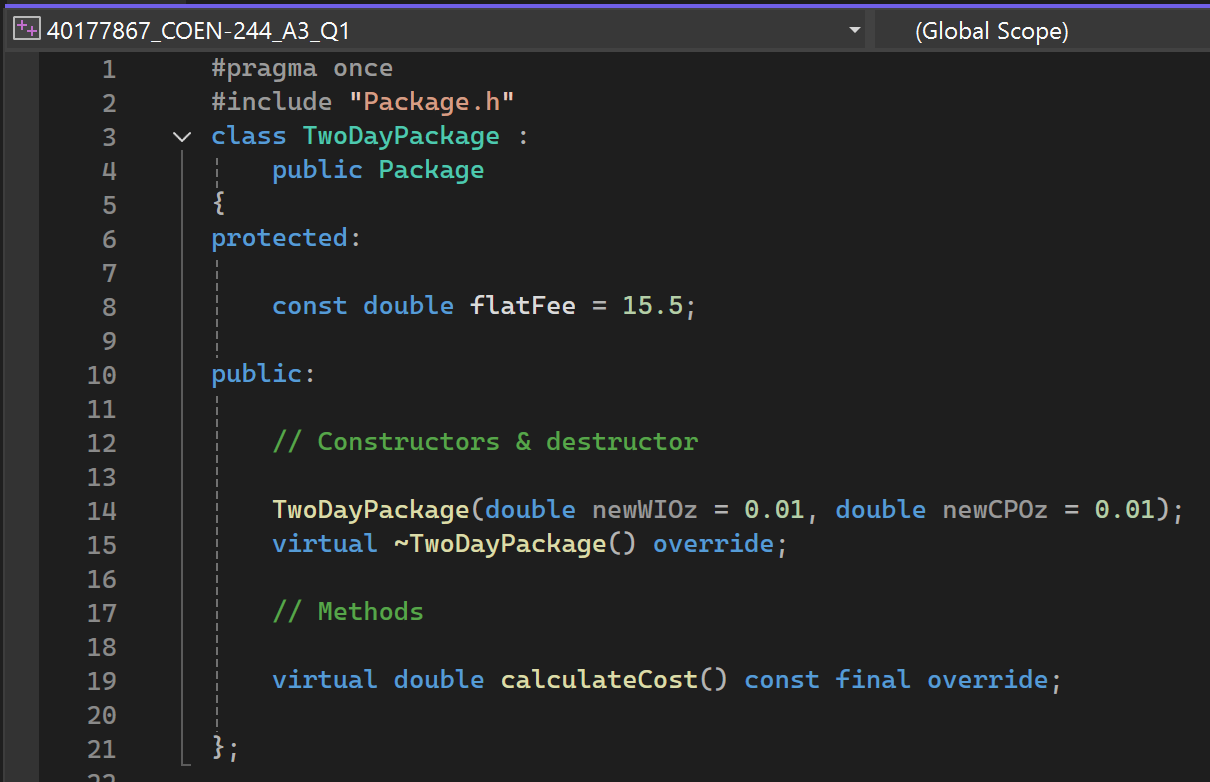 40177867_COEN-244_A3_Q1 (Global Scope)
1 #pragma once
2 #include "Package.h"
3 class TwoDayPackage :
4 public Package
5 {
6 protected:
7
8 const double flatFee = 15.5;
9
10 public:
11
12 // Constructors & destructor
13
14 TwoDayPackage(double newWIOz = 0.01, double newCPOz = 0.01);
15 virtual ~TwoDayPackage() override;
16
17 // Methods
18
19 virtual double calculateCost() const final override;
20
21 };
22